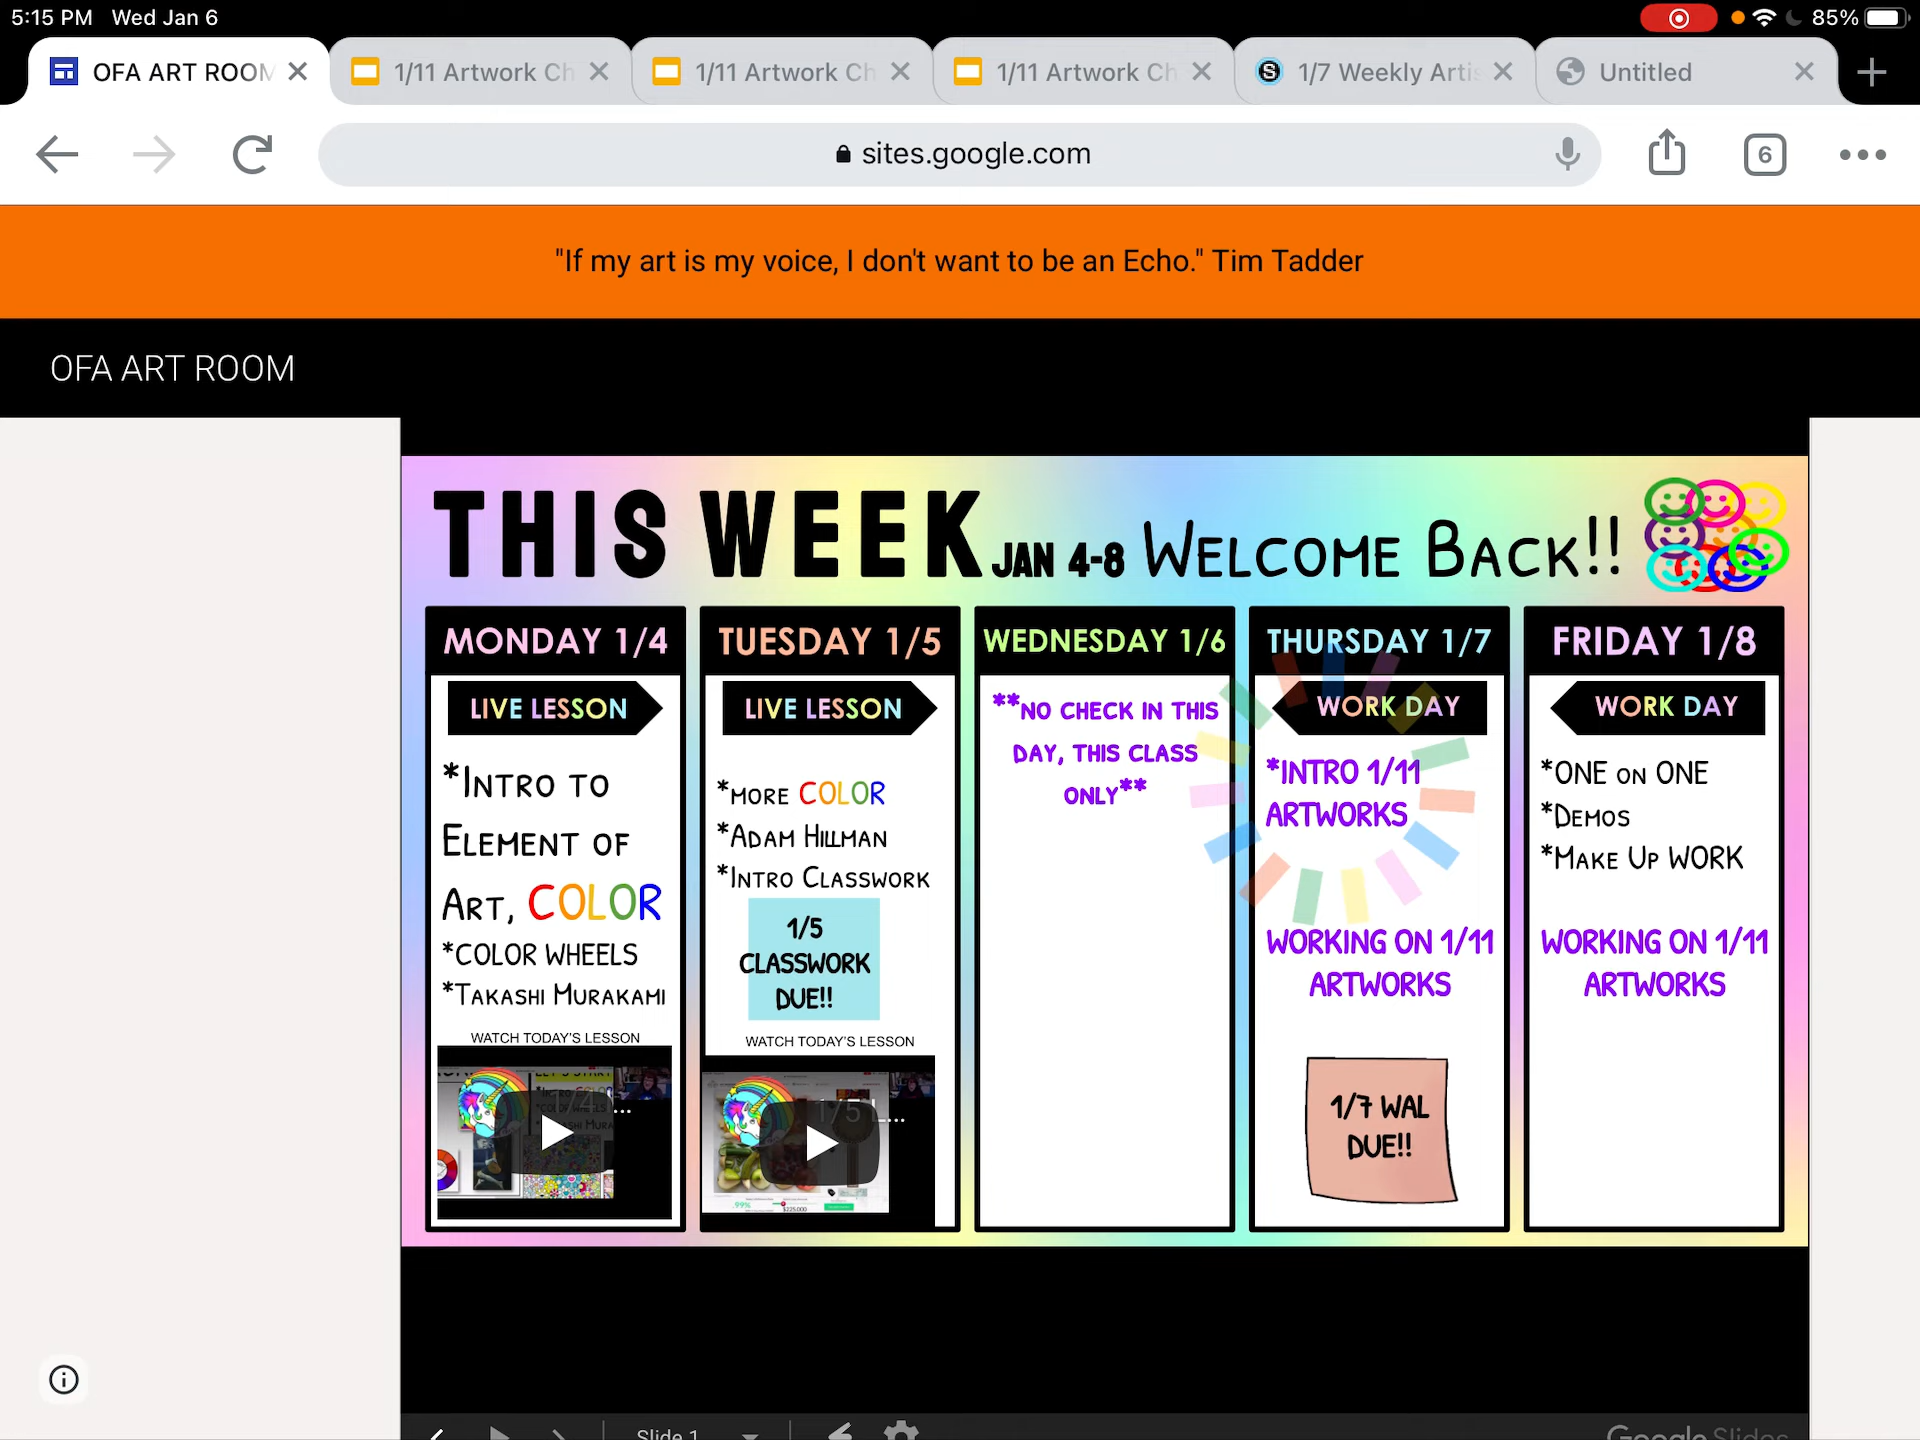 5:15 PM Wed Jan 6
85%
OFA ART ROOM
1/11 Artwork Ch
1/11 Artwork Ch
1/11 Artwork Ch
1/7 Weekly Artis
Untitled
sites.google.com
6
"If my art is my voice, I don't want to be an Echo." Tim Tadder
OFA ART ROOM
THIS WEEK JAN 4-8 WELCOME BACK!!
MONDAY 1/4
LIVE LESSON
*INTRO TO
ELEMENT OF
ART, COLOR
*COLOR WHEELS
*TAKASHI MURAKAMI
WATCH TODAY'S LESSON
TUESDAY 1/5
LIVE LESSON
*MORE COLOR
*ADAM HILLMAN
*INTRO CLASSWORK
1/5
CLASSWORK
DUE!!
WATCH TODAY'S LESSON
1/5 L...
WEDNESDAY 1/6
**NO CHECK IN THIS
DAY, THIS CLASS
ONLY**
THURSDAY 1/7
WORK DAY
*INTRO 1/11
ARTWORKS
WORKING ON 1/11
ARTWORKS
1/7 WAL
DUE!!
FRIDAY 1/8
WORK DAY
*ONE ON ONE
*DEMOS
*MAKE UP WORK
WORKING ON 1/11
ARTWORKS
Slide 1
Google Slides